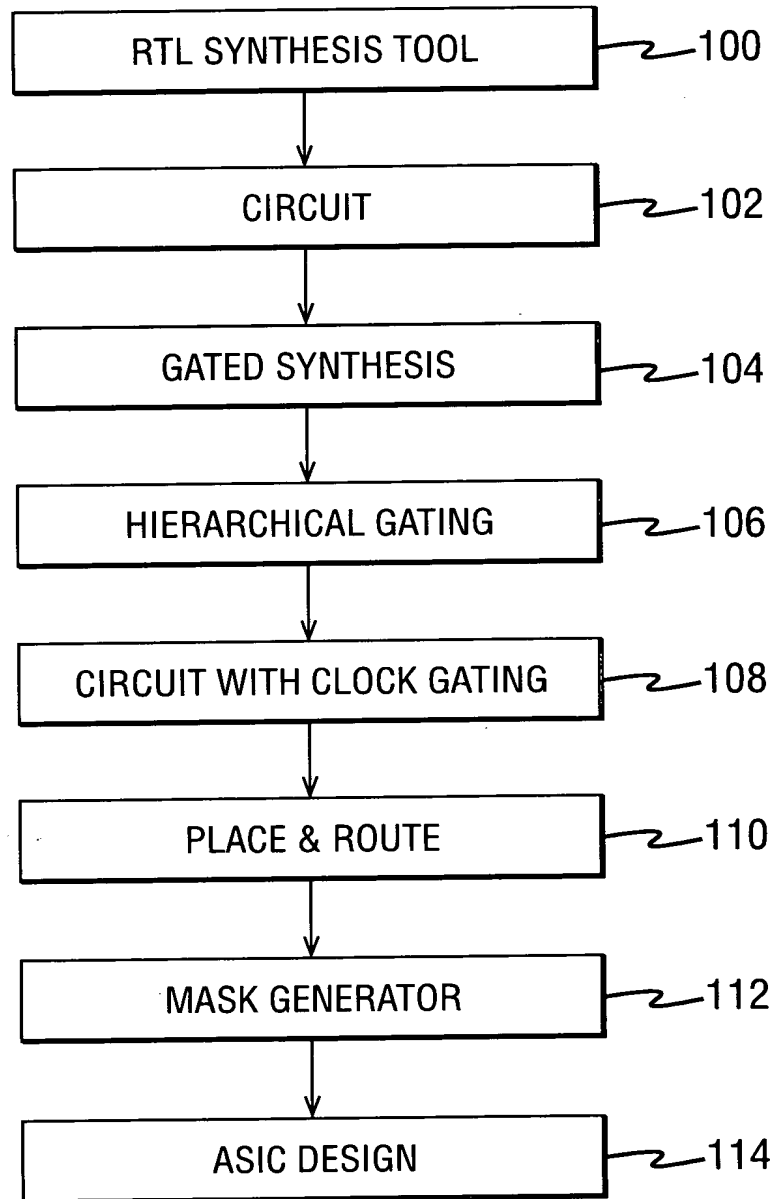 RTL SYNTHESIS TOOL 100
CIRCUIT 102
GATED SYNTHESIS 104
HIERARCHICAL GATING 106
CIRCUIT WITH CLOCK GATING 108
PLACE & ROUTE 110
MASK GENERATOR 112
ASIC DESIGN 114